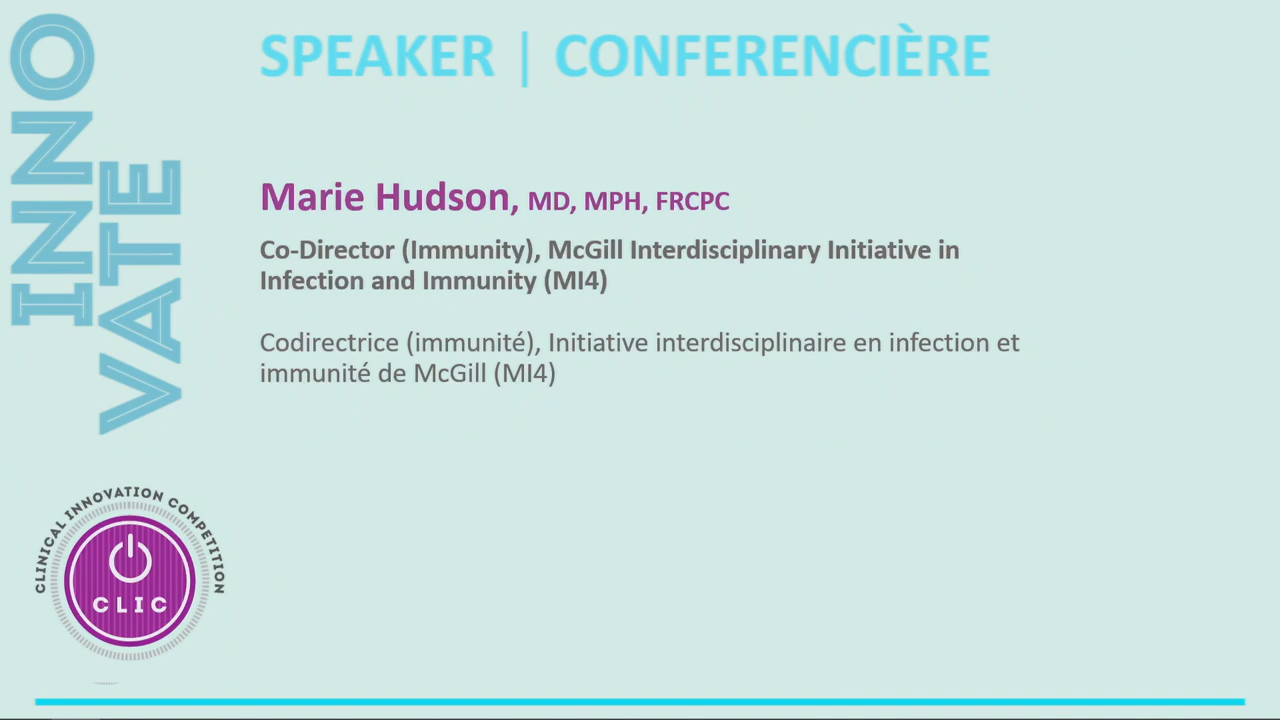 INNO
VATE
SPEAKER | CONFERENCIÈRE
Marie Hudson, MD, MPH, FRCPC
Co-Director (Immunity), McGill Interdisciplinary Initiative in
Infection and Immunity (MI4)
Codirectrice (immunité), Initiative interdisciplinaire en infection et
immunité de McGill (MI4)
CLINICAL INNOVATION COMPETITION
CLIC